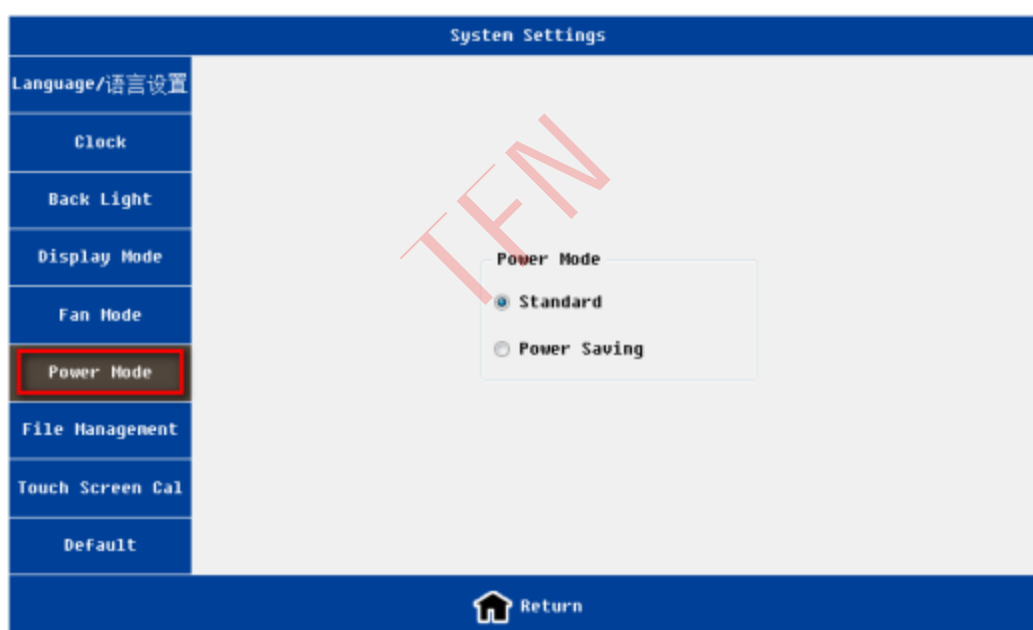 System Settings
Language/语言设置
Clock
Back Light
Display Mode
Fan Mode
Power Mode
File Management
Touch Screen Cal
Default
TFN
Power Mode
Standard
Power Saving
Return